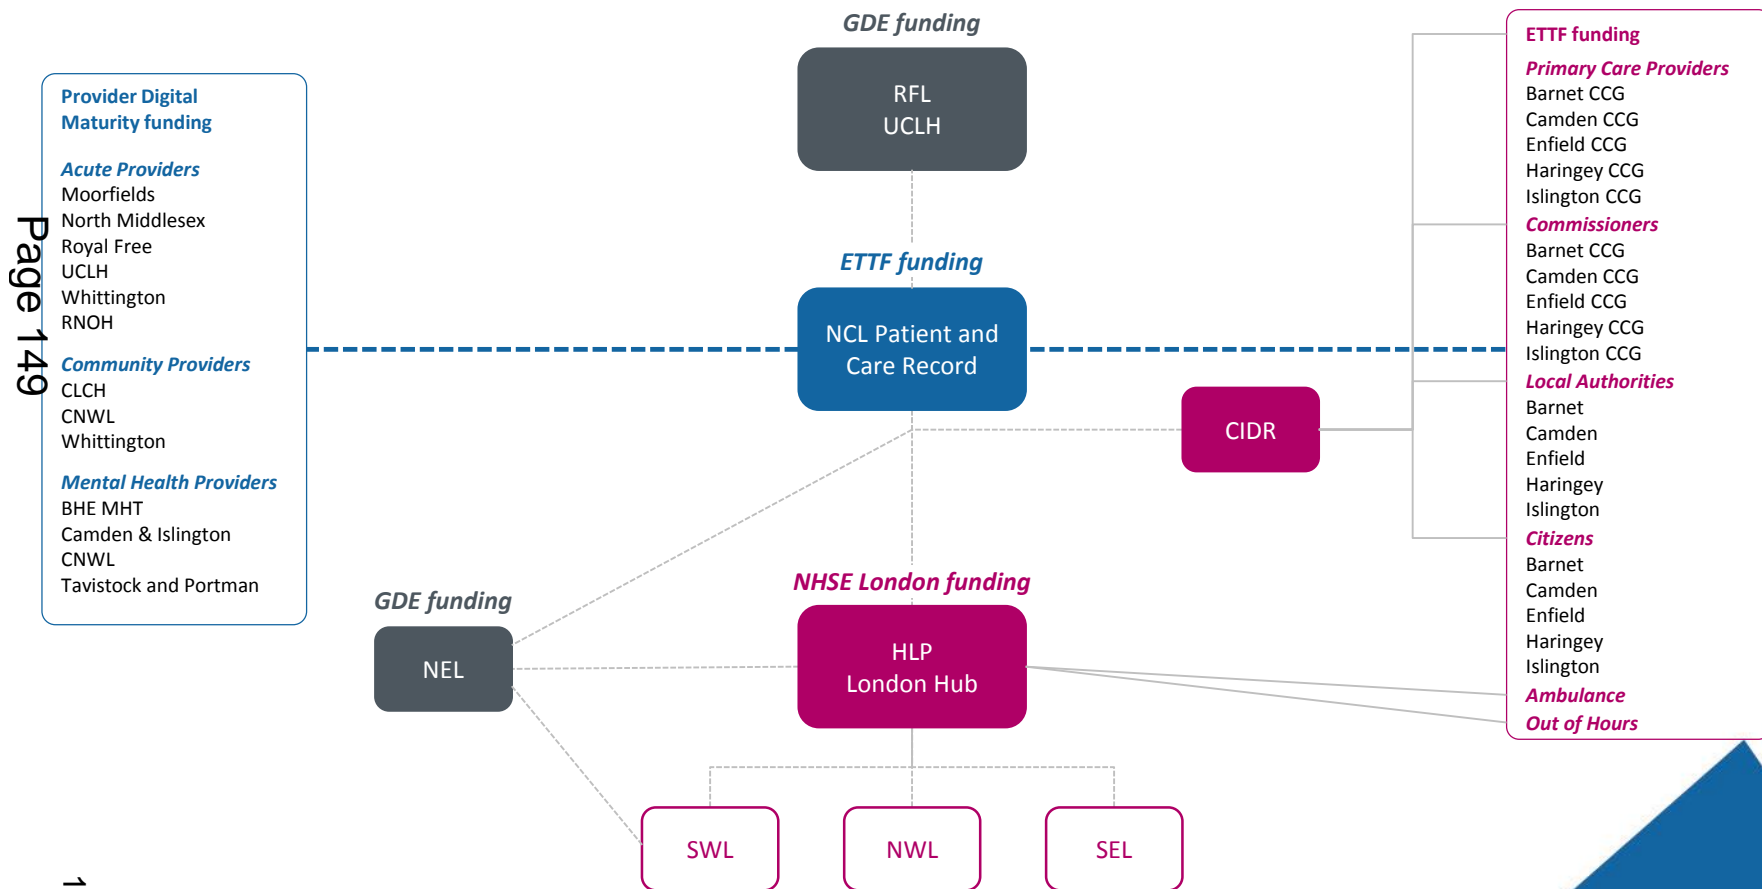 Page 149
1
Provider Digital
Maturity funding
Acute Providers
Moorfields
North Middlesex
Royal Free
UCLH
Whittington
RNOH
Community Providers
CLCH
CNWL
Whittington
Mental Health Providers
BHE MHT
Camden & Islington
CNWL
Tavistock and Portman
GDE funding
RFL
UCLH
ETTF funding
NCL Patient and
Care Record
CIDR
GDE funding
NEL
NHSE London funding
HLP
London Hub
SWL
NWL
SEL
ETTF funding
Primary Care Providers
Barnet CCG
Camden CCG
Enfield CCG
Haringey CCG
Islington CCG
Commissioners
Barnet CCG
Camden CCG
Enfield CCG
Haringey CCG
Islington CCG
Local Authorities
Barnet
Camden
Enfield
Haringey
Islington
Citizens
Barnet
Camden
Enfield
Haringey
Islington
Ambulance
Out of Hours